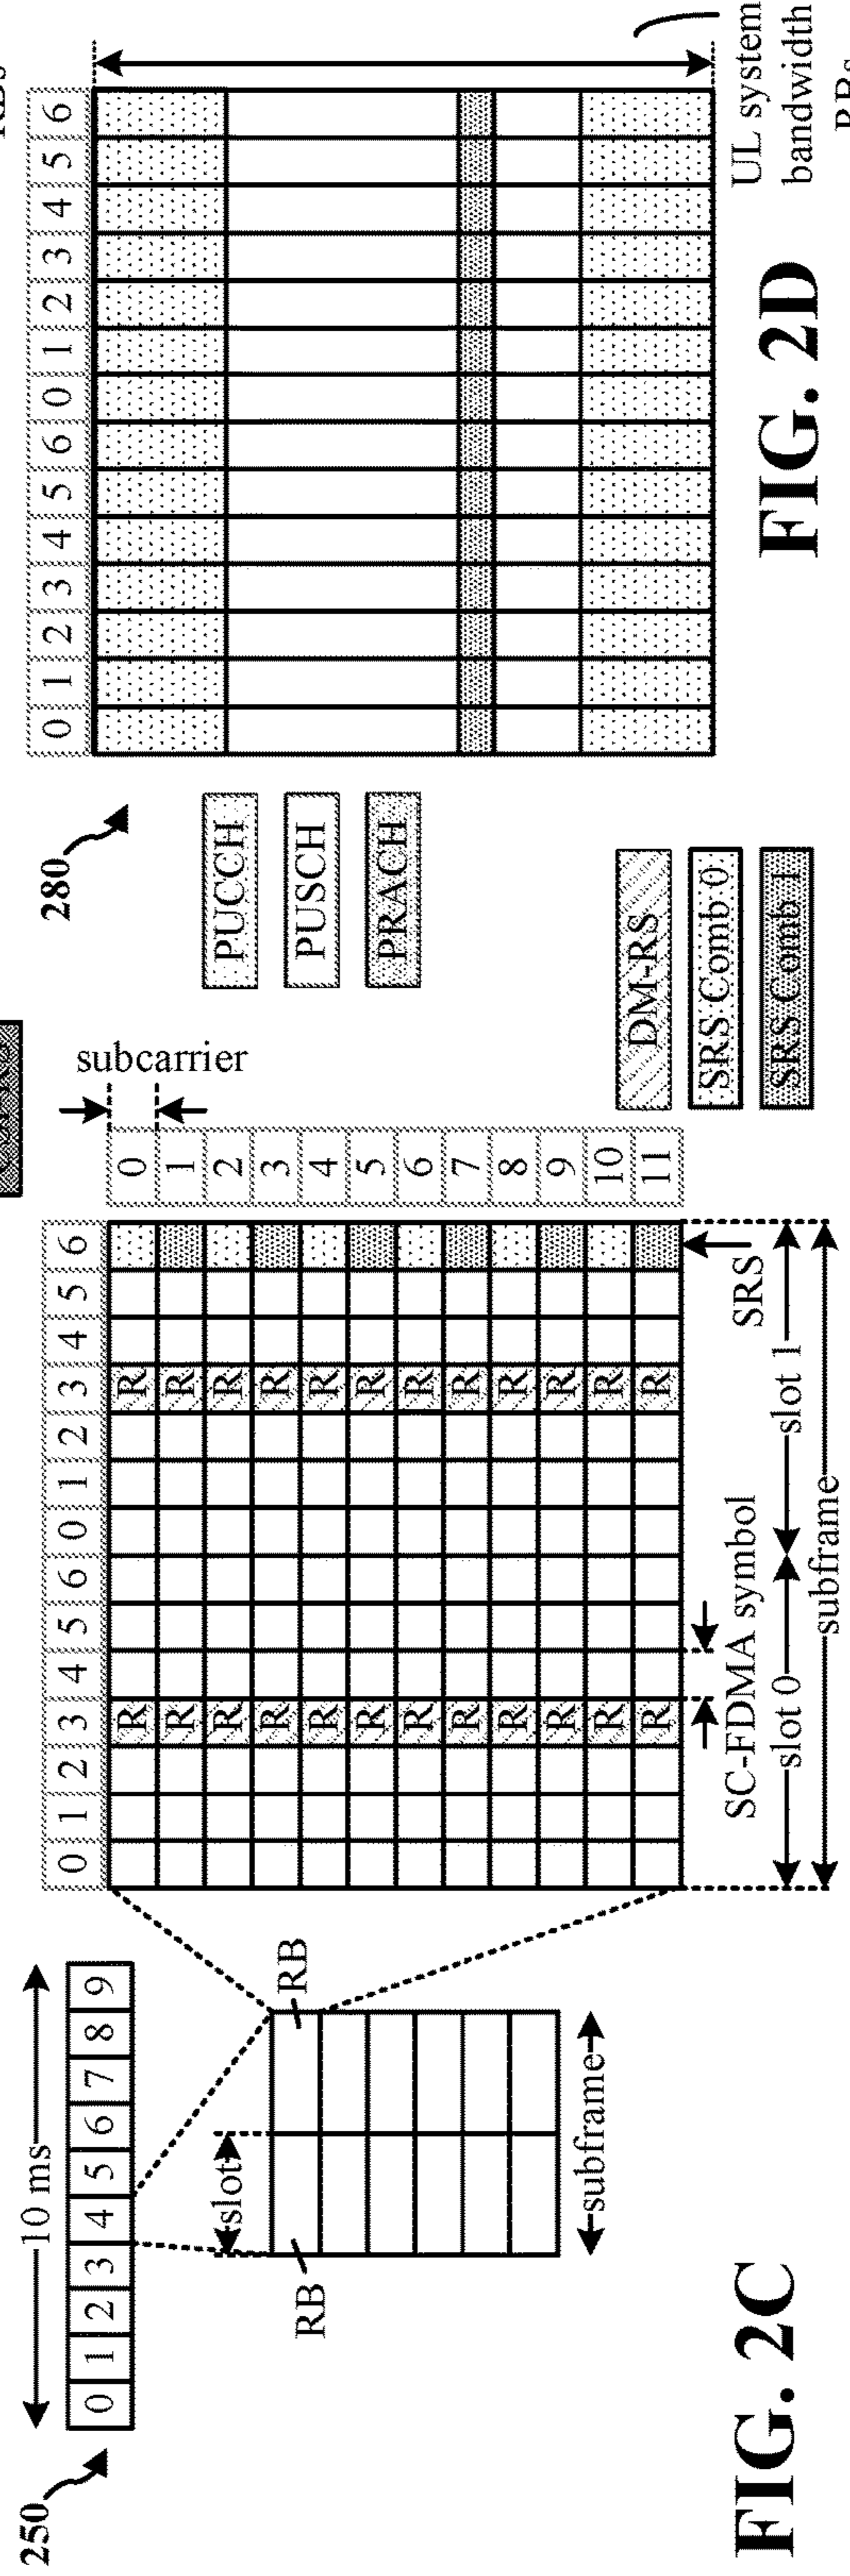 250
10 ms
0 1 2 3 4 5 6 7 8 9
slot
RB
RB
subframe
0 1 2 3 4 5 6 0 1 2 3 4 5 6
subcarrier
R R 0
R R 1
R R 2
R R 3
R R 4
R R 5
R R 6
R R 7
R R 8
R R 9
R R 10
R R 11
SRS
SC-FDMA symbol
slot 0
slot 1
subframe
DM-RS
SRS Comb 0
SRS Comb 1
FIG. 2C
280
0 1 2 3 4 5 6 0 1 2 3 4 5 6
PUCCH
PUSCH
PRACH
UL system
bandwidth
FIG. 2D